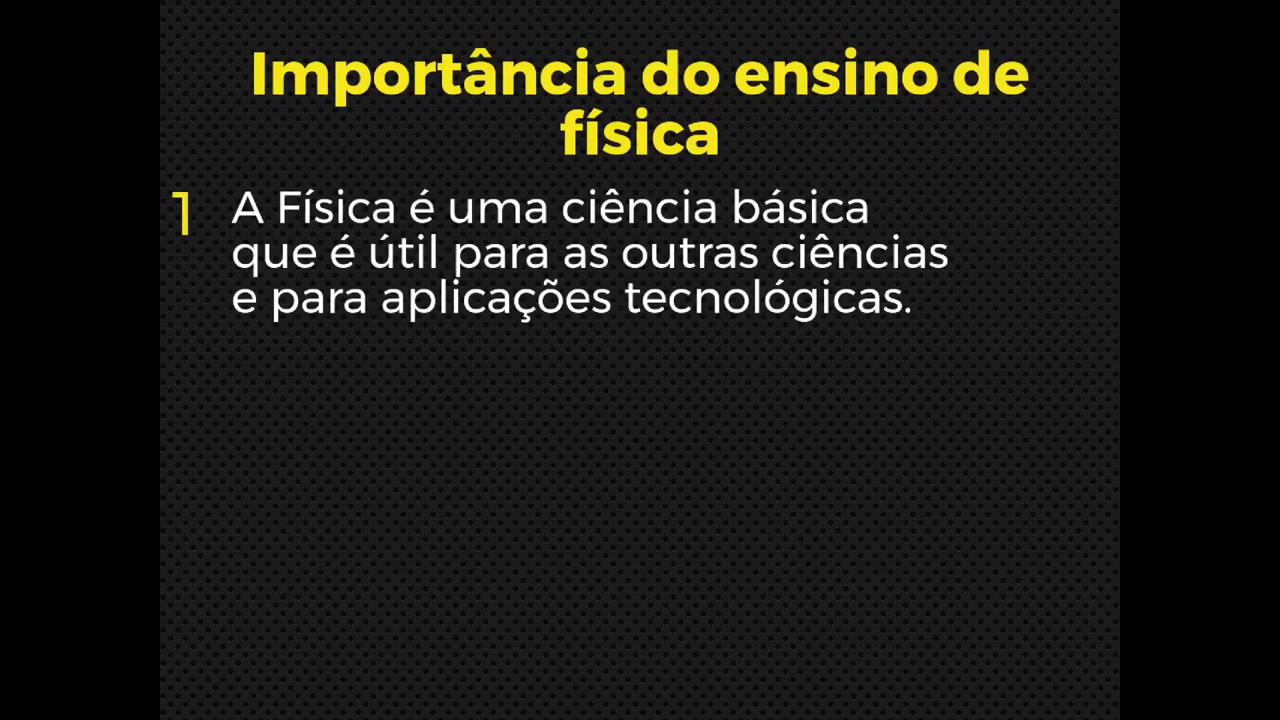 Importância do ensino de
física
1 A Física é uma ciência básica
que é útil para as outras ciências
e para aplicações tecnológicas.